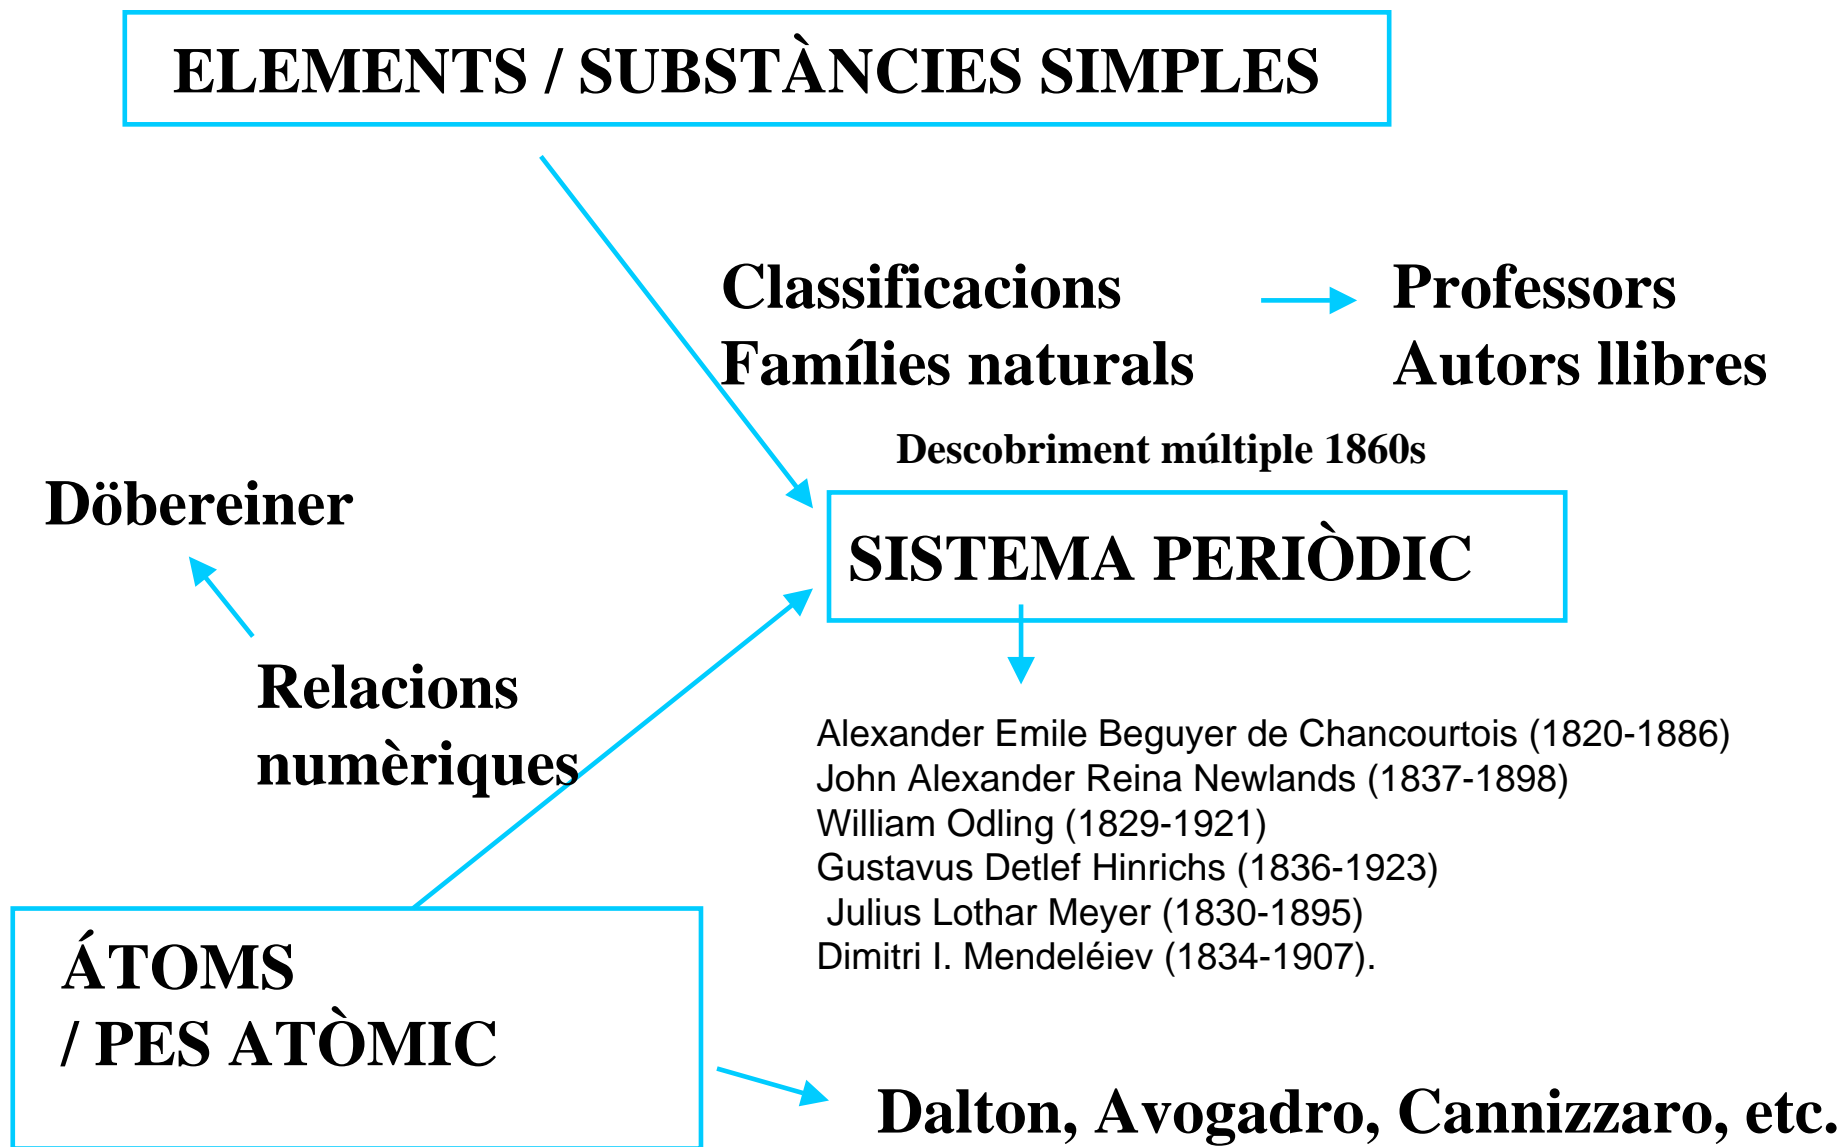 ELEMENTS / SUBSTÀNCIES SIMPLES
Classificacions
Famílies naturals
Professors
Autors llibres
Descobriment múltiple 1860s
Döbereiner
SISTEMA PERIÒDIC
Relacions
numèriques
Alexander Emile Beguyer de Chancourtois (1820-1886)
John Alexander Reina Newlands (1837-1898)
William Odling (1829-1921)
Gustavus Detlef Hinrichs (1836-1923)
Julius Lothar Meyer (1830-1895)
Dimitri I. Mendeléiev (1834-1907).
ÁTOMS
/ PES ATÒMIC
Dalton, Avogadro, Cannizzaro, etc.